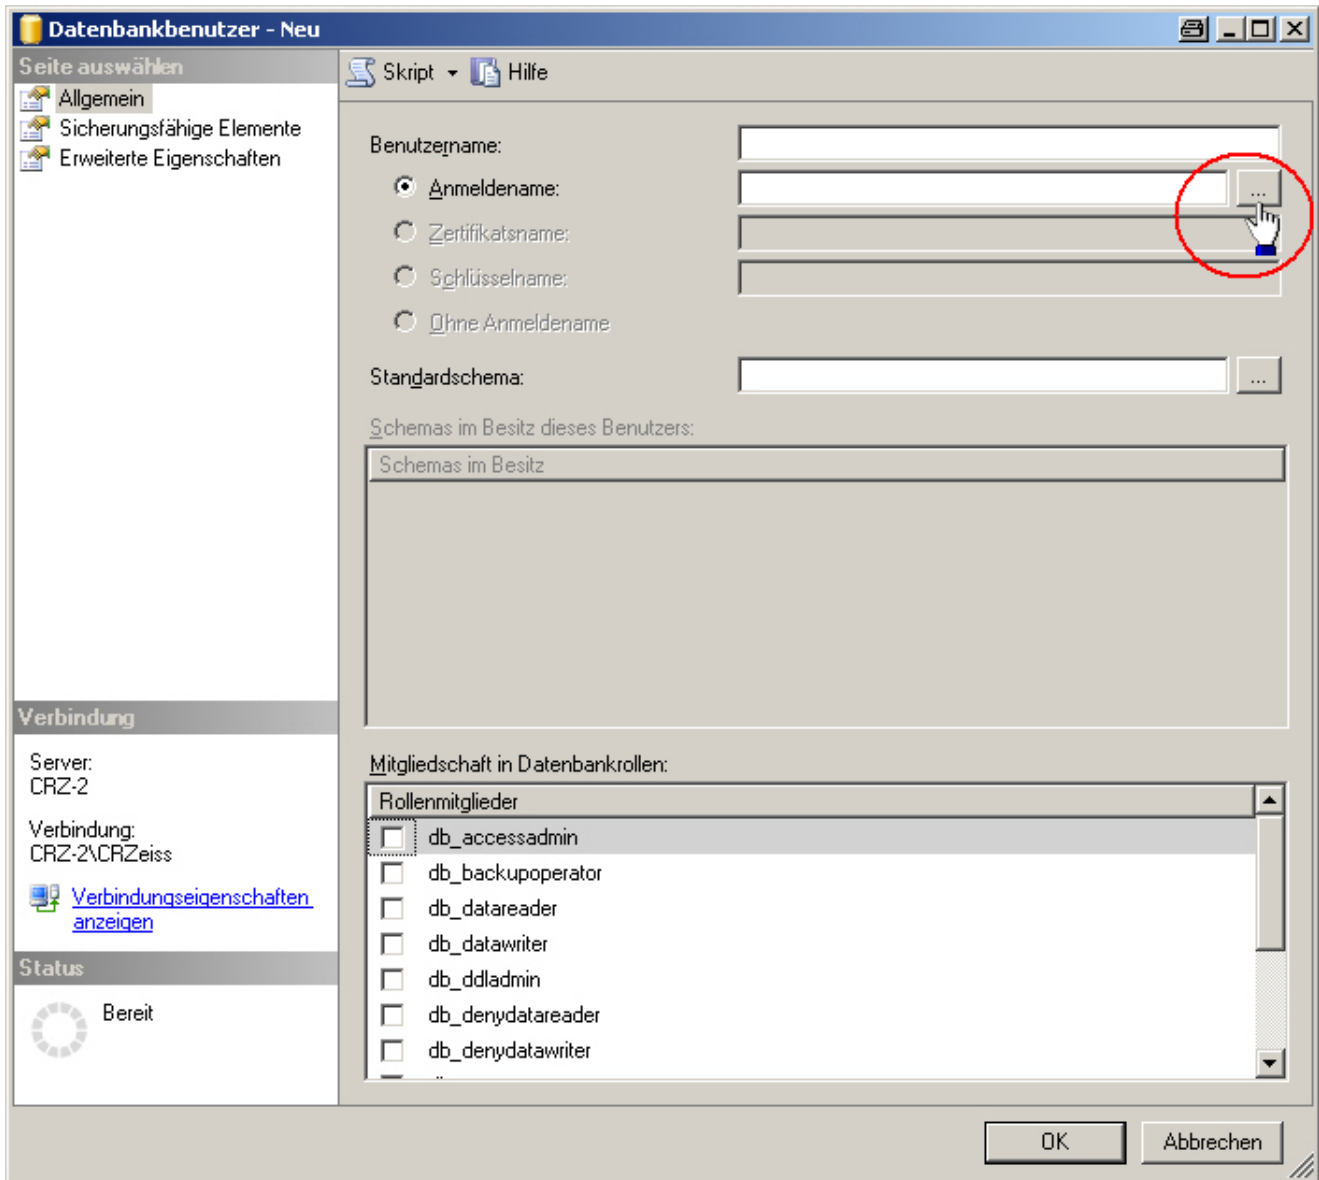 Datenbankbenutzer - Neu
Seite auswählen
Allgemein
Sicherungsfähige Elemente
Erweiterte Eigenschaften
Skript
Hilfe
Benutzername:
Anmeldename:
...
Zertifikatsname:
Schlüsselname:
Ohne Anmeldename
Standardschema:
...
Schemas im Besitz dieses Benutzers:
Schemas im Besitz
Mitgliedschaft in Datenbankrollen:
Rollenmitglieder
db_accessadmin
db_backupoperator
db_datareader
db_datawriter
db_ddladmin
db_denydatareader
db_denydatawriter
Verbindung
Server:
CRZ-2
Verbindung:
CRZ-2\CRZeiss
Verbindungseigenschaften
anzeigen
Status
Bereit
OK
Abbrechen